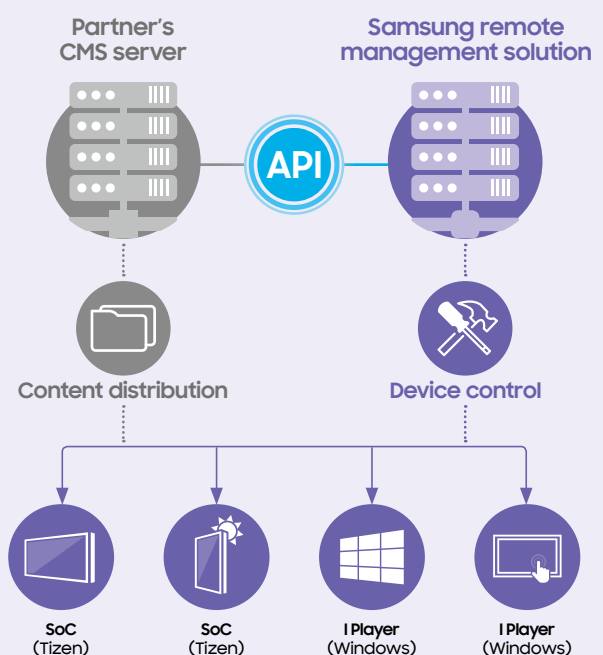 Partner's
CMS server
Samsung remote
management solution
API
Content distribution
Device control
SoC
(Tizen)
SoC
(Tizen)
I Player
(Windows)
I Player
(Windows)